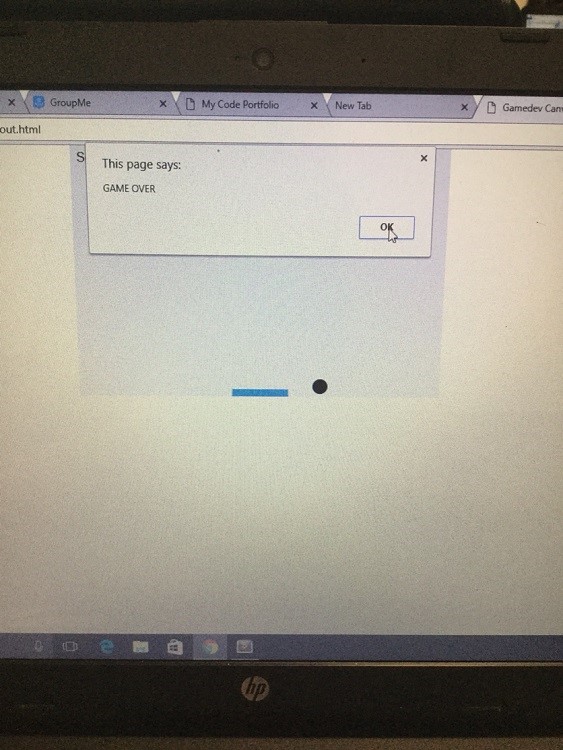 GroupMe
My Code Portfolio
New Tab
Gamedev Can
out.html
S
This page says:
GAME OVER
OK
hp